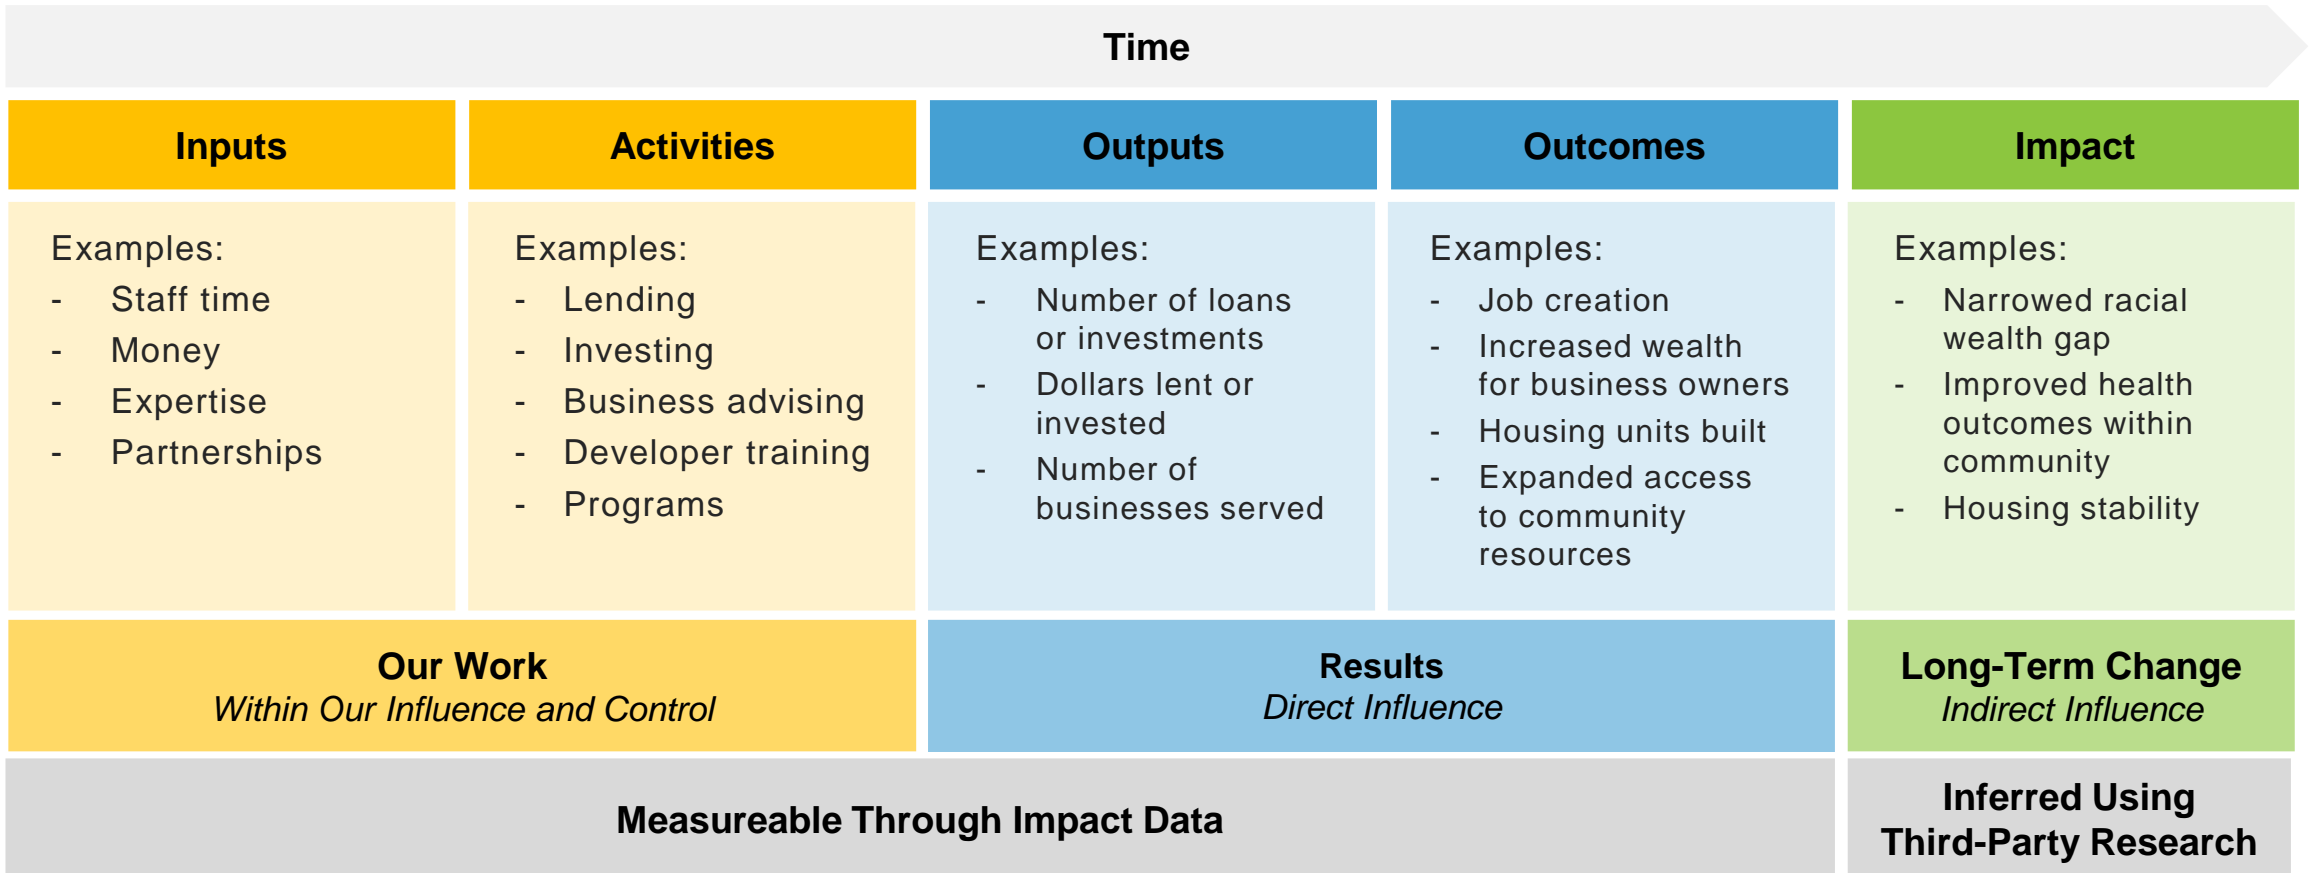 Time
Inputs
Activities
Outputs
Outcomes
Impact
Examples:
- Staff time
- Money
- Expertise
- Partnerships
Examples:
- Lending
- Investing
- Business advising
- Developer training
- Programs
Examples:
- Number of loans
or investments
- Dollars lent or
invested
- Number of
businesses served
Examples:
- Job creation
- Increased wealth
for business owners
- Housing units built
- Expanded access
to community
resources
Examples:
- Narrowed racial
wealth gap
- Improved health
outcomes within
community
- Housing stability
Our Work
Within Our Influence and Control
Results
Direct Influence
Long-Term Change
Indirect Influence
Measureable Through Impact Data
Inferred Using
Third-Party Research